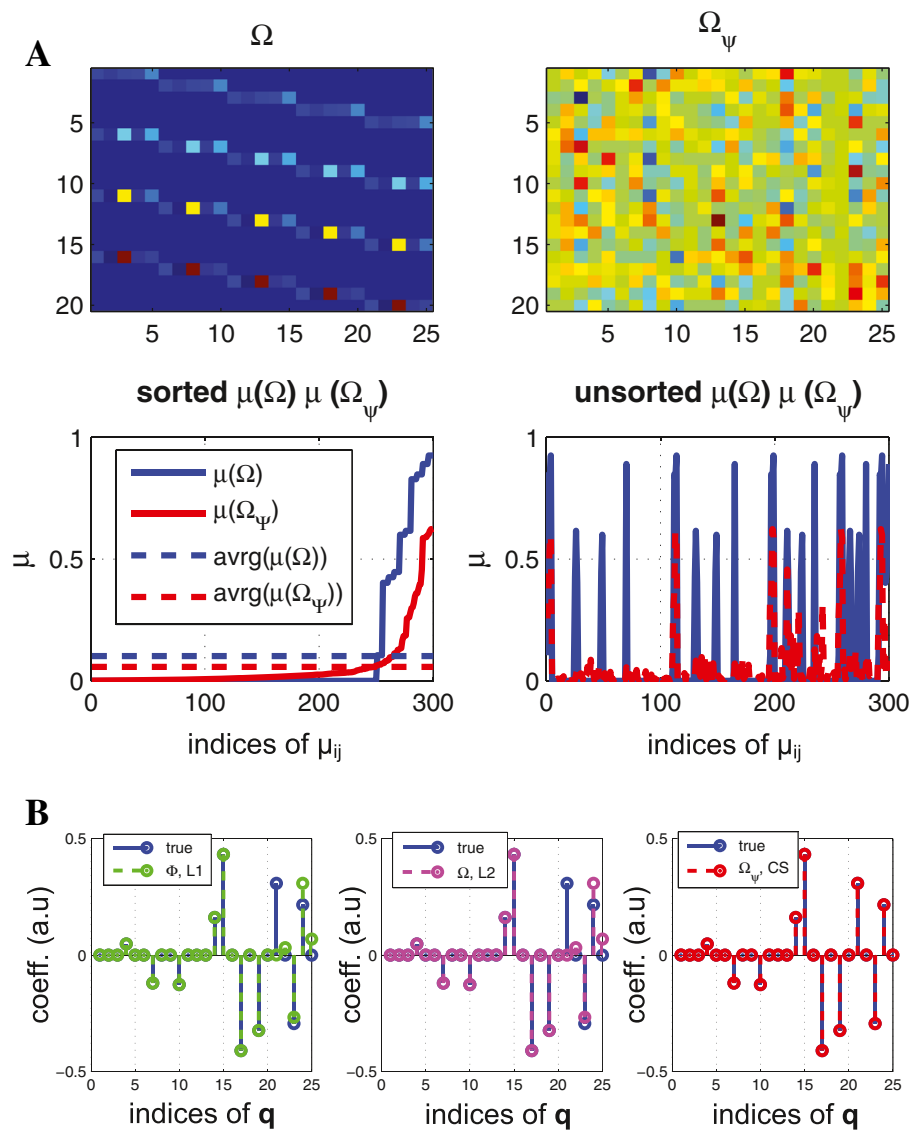 A
Ω
Ω_ψ
5
10
15
20
5 10 15 20 25
5
10
15
20
5 10 15 20 25
sorted μ(Ω) μ (Ω_ψ)
unsorted μ(Ω) μ (Ω_ψ)
1
0.5
0
μ
μ(Ω)
μ(Ω_Ψ)
avrg(μ(Ω))
avrg(μ(Ω_Ψ))
0 100 200 300
indices of μ_ij
1
0.5
0
μ
0 100 200 300
indices of μ_ij
B
0.5
0
−0.5
coeff. (a.u)
true
Φ, L1
0 5 10 15 20 25
indices of q
0.5
0
−0.5
coeff. (a.u)
true
Ω, L2
0 5 10 15 20 25
indices of q
0.5
0
−0.5
coeff. (a.u)
true
Ω_ψ, CS
0 5 10 15 20 25
indices of q